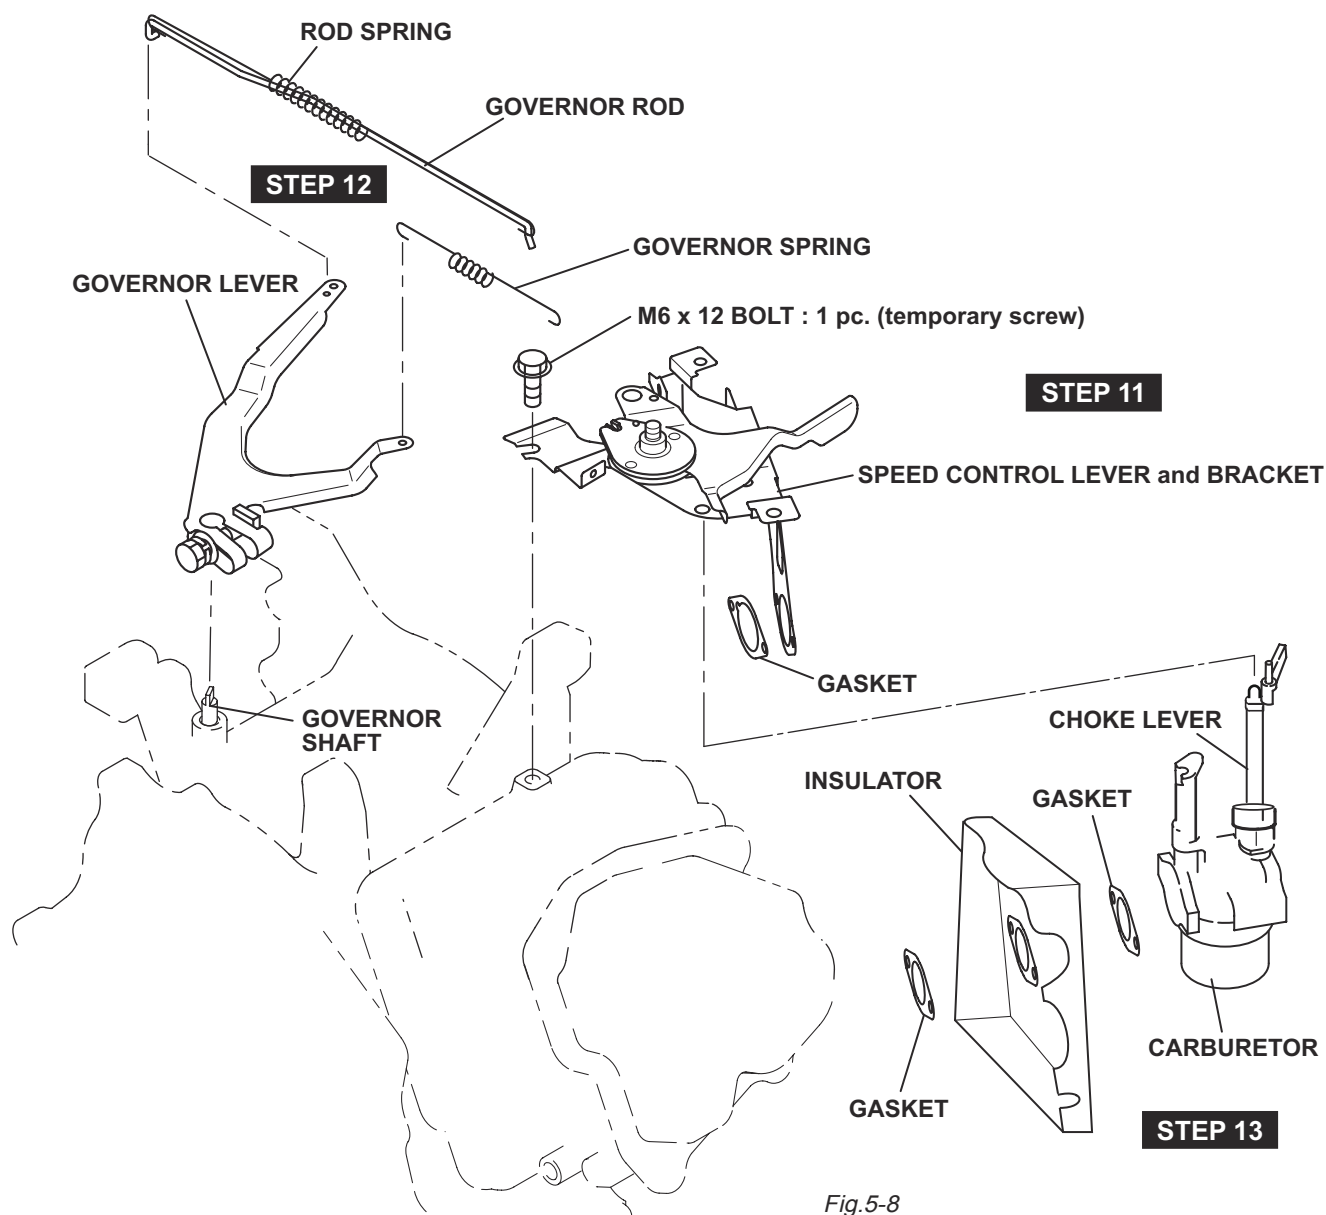 ROD SPRING
GOVERNOR ROD
STEP 12
GOVERNOR SPRING
GOVERNOR LEVER
M6 x 12 BOLT : 1 pc. (temporary screw)
STEP 11
SPEED CONTROL LEVER and BRACKET
GASKET
GOVERNOR
SHAFT
CHOKE LEVER
INSULATOR
GASKET
CARBURETOR
GASKET
STEP 13
Fig.5-8